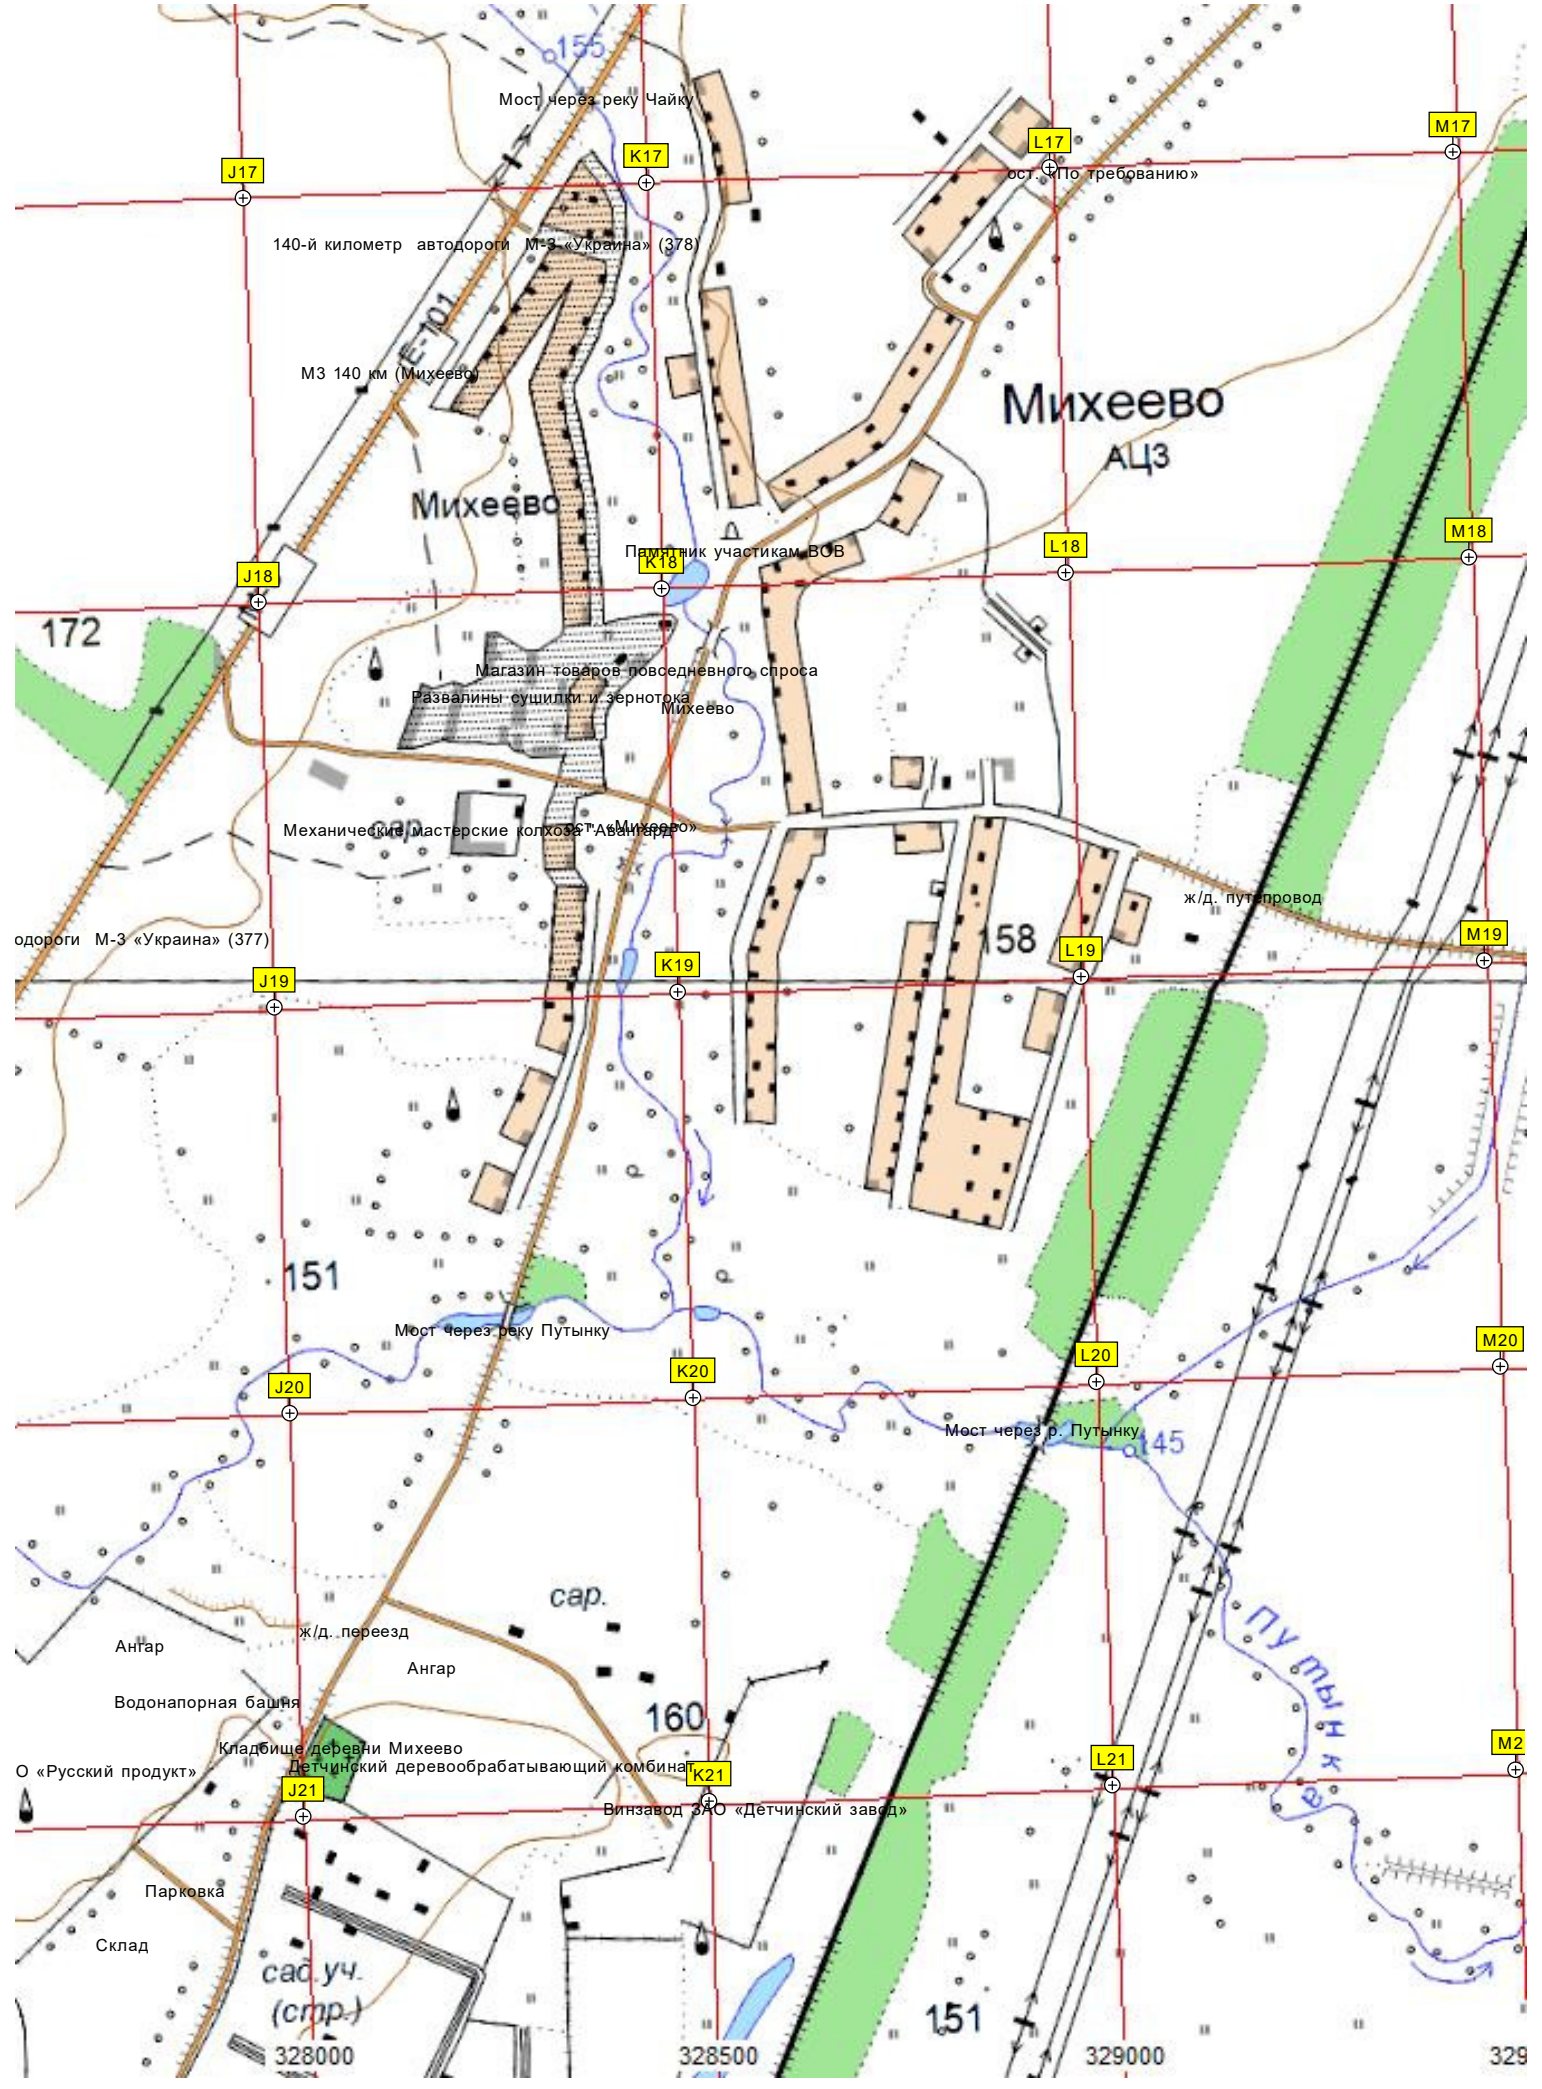 155
Мост через реку Чайку
M17
L17
K17
J17
ост. «По требованию»
140-й километр автодороги М-3 «Украина» (378)
Е-101
М3 140 км (Михеево)
Михеево
АЦЗ
Михеево
M18
L18
Памятник участикам ВОВ
K18
J18
172
Магазин товаров повседневного спроса
Развалины сушилки и зернотока
Михеево
сар.
ост. «Михеево»
Механические мастерские колхоза "Авангард"
ж/д. путепровод
одороги М-3 «Украина» (377)
158
M19
L19
K19
J19
151
Мост через реку Путынку
M20
L20
K20
J20
Мост через р. Путынку
145
сар.
Путынка
ж/д. переезд
Ангар
Ангар
Водонапорная башня
160
Кладбище деревни Михеево
Детчинский деревообрабатывающий комбинат
О «Русский продукт»
M2
L21
K21
J21
Винзавод ЗАО «Детчинский завод»
Парковка
Склад
сад.уч.
(стр.)
151
328000
328500
329000
329